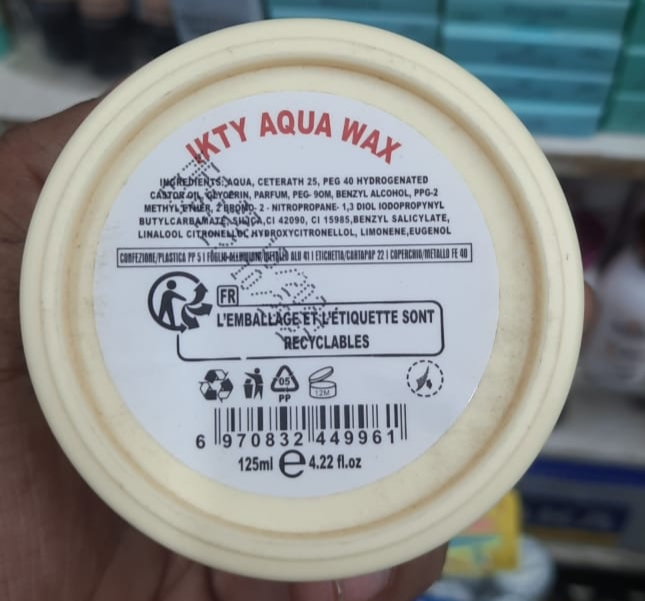 IKTY AQUA WAX
INGREDIENTS: AQUA, CETERATH 25, PEG 40 HYDROGENATED
CASTOR OIL, GLYCERIN, PARFUM, PEG- 90M, BENZYL ALCOHOL, PPG-2
METHYL ETHER, 2 BROMO- 2 - NITROPROPANE- 1,3 DIOL IODOPROPYNYL
BUTYLCARBAMATE, SILICA,CI 42090, CI 15985,BENZYL SALICYLATE,
LINALOOL CITRONELLOL HYDROXYCITRONELLOL, LIMONENE,EUGENOL
CONFEZIONE/PLASTICA PP 5 I FOGLIO ALU 41 I ETICHETTA/CARTAPAP 22 I COPERCHIO/METALLO FE 40
FR
L'EMBALLAGE ET L'ÉTIQUETTE SONT
RECYCLABLES
05
PP
12M
6 970832 449961
125ml e 4.22 fl.oz